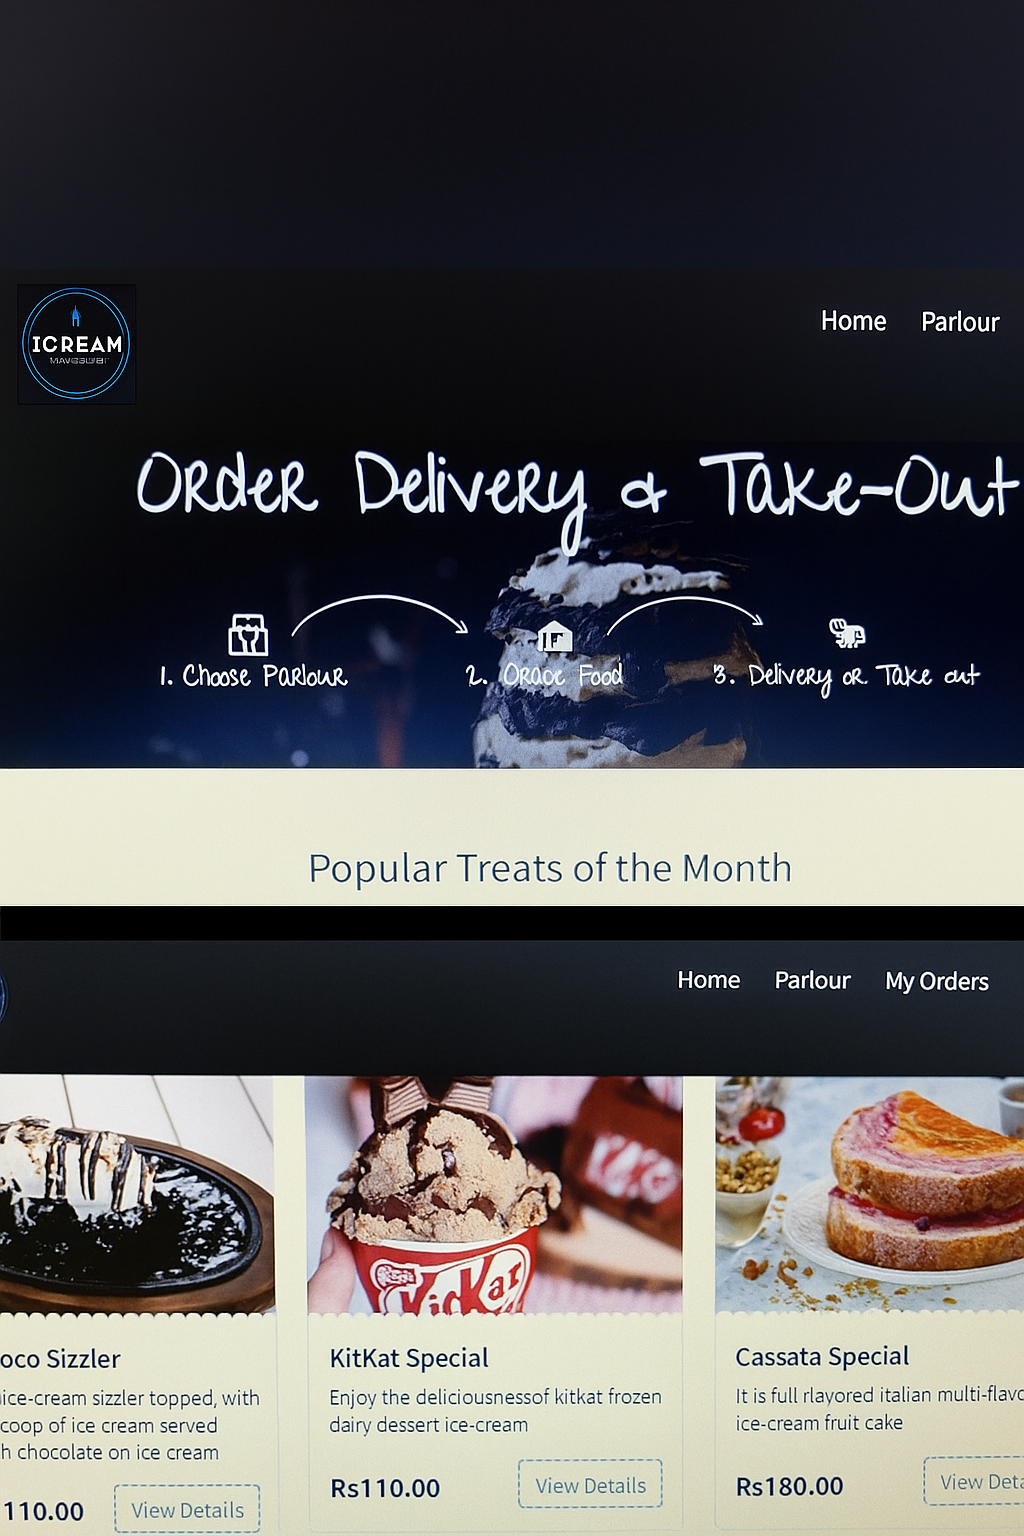 Home Parlour
ICREAM
Order Delivery & Take-Out
1. Choose Parlour
2. Oraoc Food
3. Delivery or Take out
Popular Treats of the Month
Home Parlour My Orders
KitKat
oco Sizzler
ice-cream sizzler topped, with
coop of ice cream served
h chocolate on ice cream
110.00
View Details
KitKat Special
Enjoy the deliciousnessof kitkat frozen
dairy dessert ice-cream
Rs110.00
View Details
Cassata Special
It is full rlayored italian multi-flavo
ice-cream fruit cake
Rs180.00
View Deta